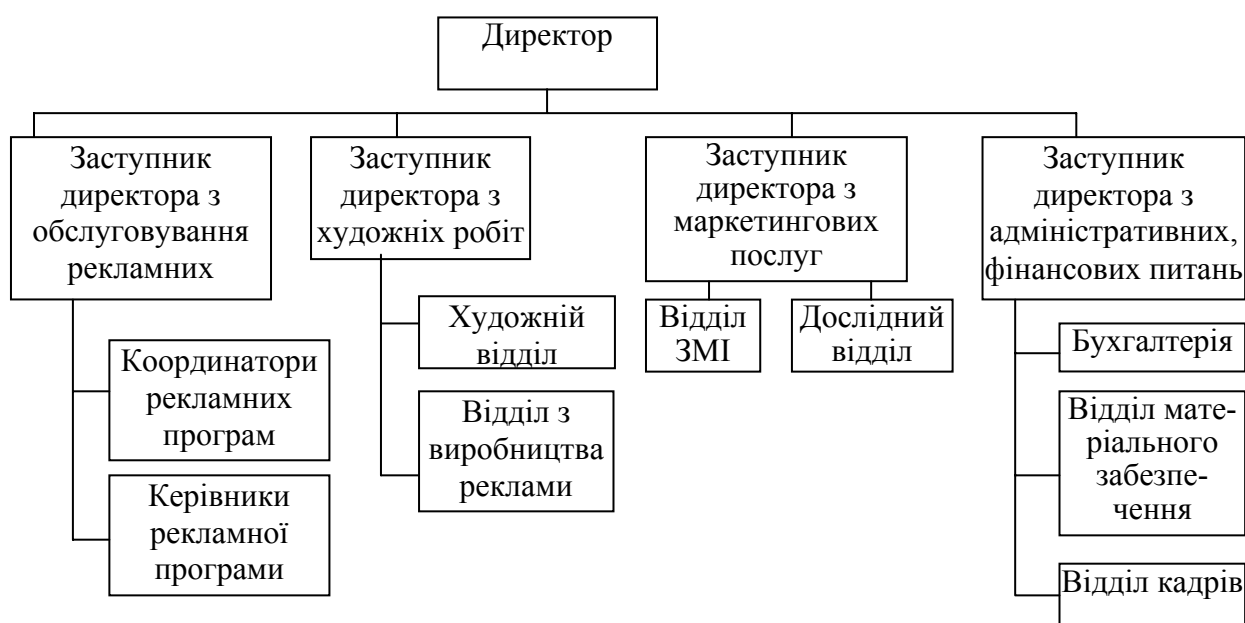 Директор
Заступник
директора з
обслуговування
рекламних
Заступник
директора з
художніх робіт
Заступник
директора з
маркетингових
послуг
Заступник
директора з
адміністративних,
фінансових питань
Координатори
рекламних
програм
Керівники
рекламної
програми
Художній
відділ
Відділ з
виробництва
реклами
Відділ
ЗМІ
Дослідний
відділ
Бухгалтерія
Відділ мате-
ріального
забезпе-
чення
Відділ кадрів